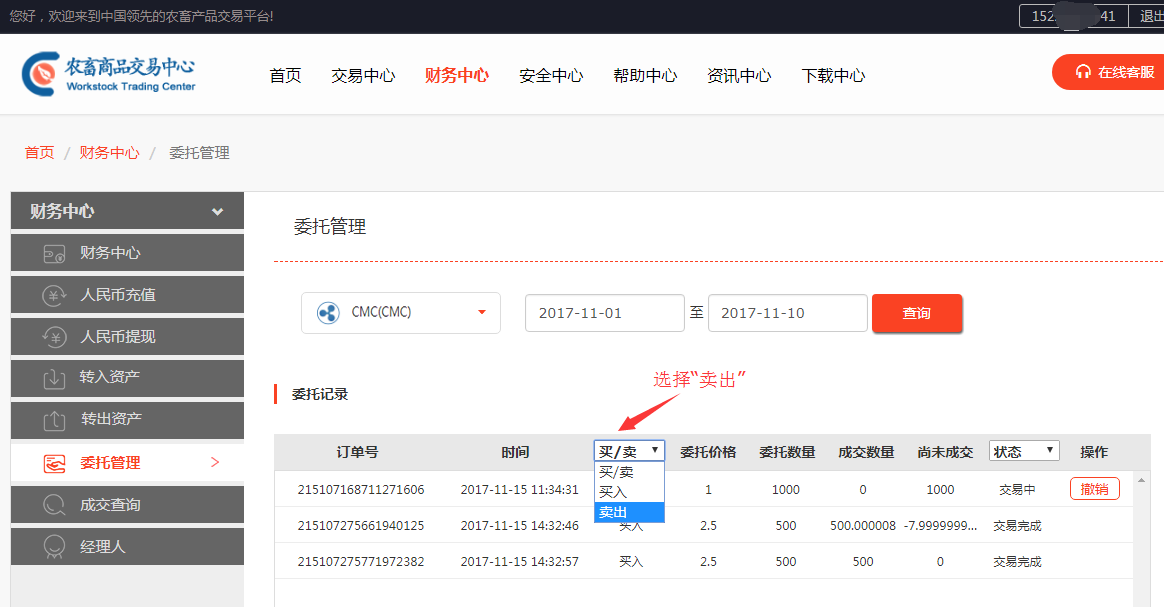 您好，欢迎来到中国领先的农畜产品交易平台!
152 41 退出
农畜商品交易中心
Workstock Trading Center
首页 交易中心 财务中心 安全中心 帮助中心 资讯中心 下载中心
在线客服
首页 / 财务中心 / 委托管理
财务中心
财务中心
人民币充值
人民币提现
转入资产
转出资产
委托管理
成交查询
经理人
委托管理
CMC(CMC) 2017-11-01 至 2017-11-10 查询
选择“卖出”
委托记录
订单号 时间 买/卖 委托价格 委托数量 成交数量 尚未成交 状态 操作
买/卖
买入
卖出
215107168711271606 2017-11-15 11:34:31 1 1000 0 1000 交易中 撤销
215107275661940125 2017-11-15 14:32:46 买入 2.5 500 500.000008 -7.9999999... 交易完成
215107275771972382 2017-11-15 14:32:57 买入 2.5 500 500 0 交易完成